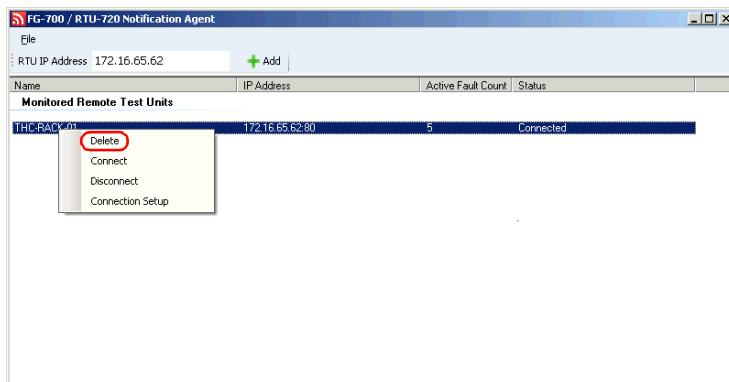 FG-700 / RTU-720 Notification Agent
File
RTU IP Address 172.16.65.62 Add
Name IP Address Active Fault Count Status
Monitored Remote Test Units
THC-RACK-01 172.16.65.62:80 5 Connected
Delete
Connect
Disconnect
Connection Setup